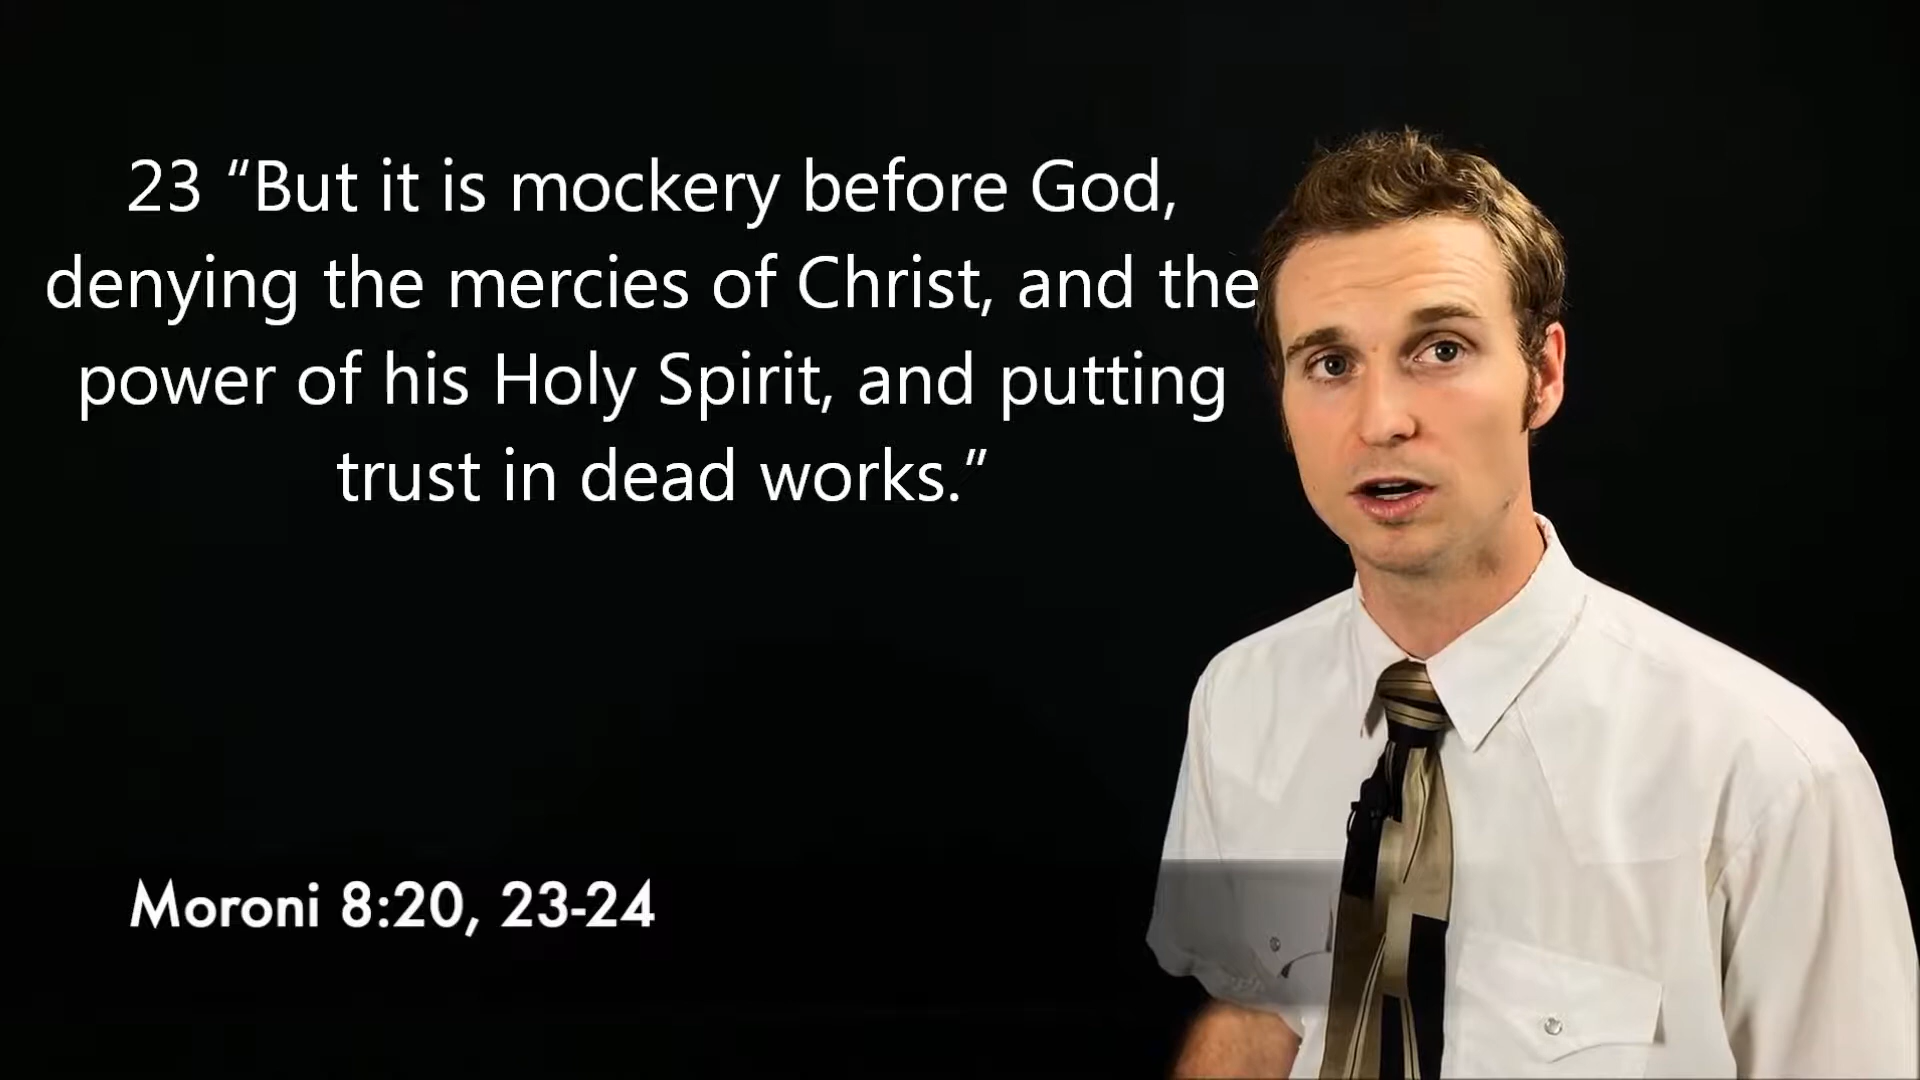 23 “But it is mockery before God,
denying the mercies of Christ, and the
power of his Holy Spirit, and putting
trust in dead works.”
Moroni 8:20, 23-24